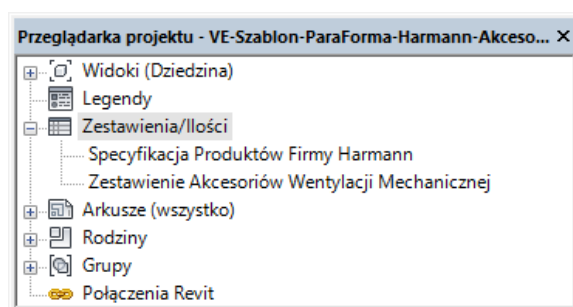 Przeglądarka projektu - VE-Szablon-ParaForma-Harmann-Akceso...
Widoki (Dziedzina)
Legendy
Zestawienia/Ilości
Specyfikacja Produktów Firmy Harmann
Zestawienie Akcesoriów Wentylacji Mechanicznej
Arkusze (wszystko)
Rodziny
Grupy
Połączenia Revit